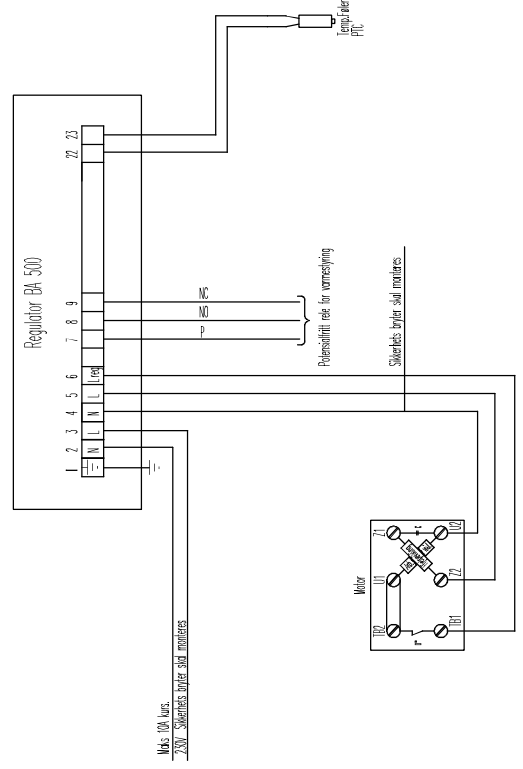 Temp.Føler
PTC
Regulator BA 500
23
22
9
8
7
6
5
4
3
2
1
L reg
L
N
L
N
NC
NO
P
Potensialfritt rele for varmestyring
Sikkerhets bryter skal monteres
Motor
Z1
U2
U1
Z2
TB2
TB1
C
Maks 10A kurs.
230V Sikkerhets bryter skal monteres